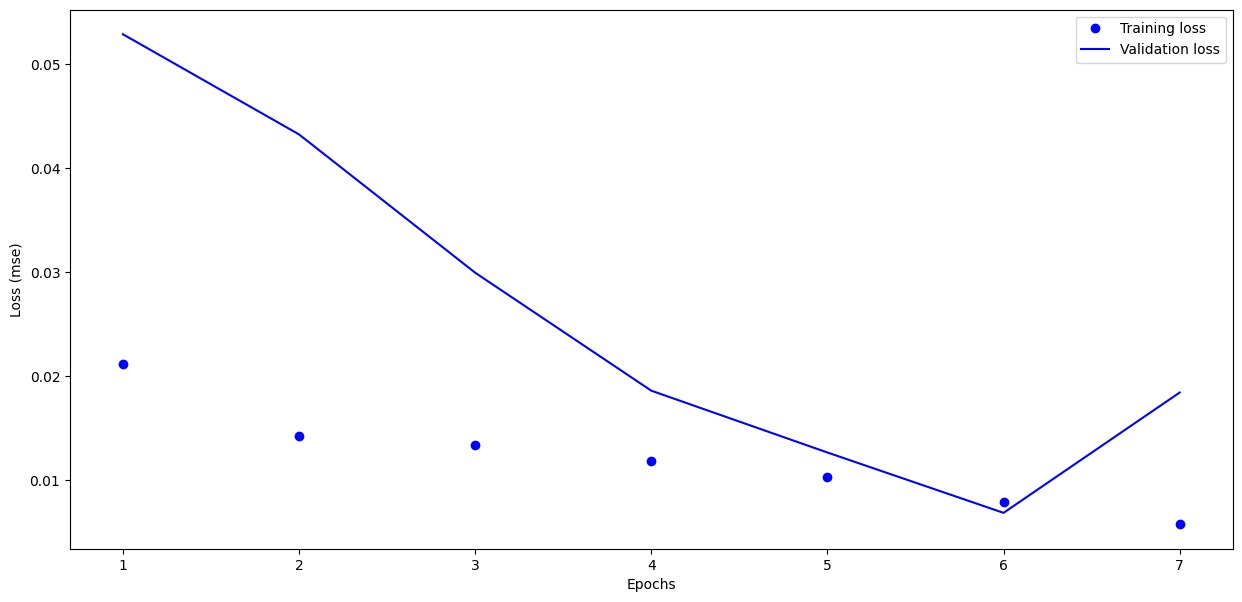 Training loss
Validation loss
0.05
0.04
0.03
0.02
0.01
Loss (mse)
1 2 3 4 5 6 7
Epochs